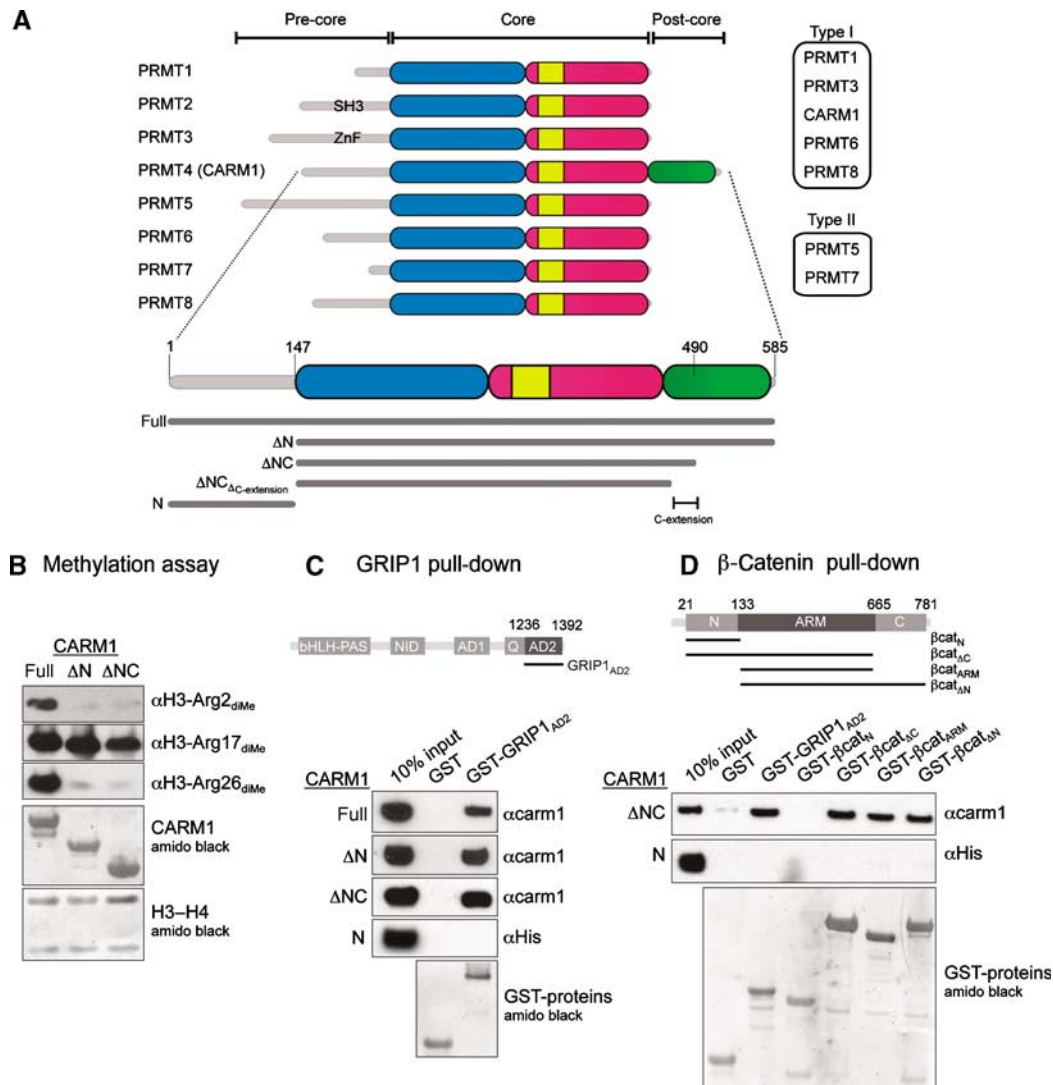 A
Pre-core Core Post-core
PRMT1
PRMT2 SH3
PRMT3 ZnF
PRMT4 (CARM1)
PRMT5
PRMT6
PRMT7
PRMT8
Type I
PRMT1
PRMT3
CARM1
PRMT6
PRMT8
Type II
PRMT5
PRMT7
1 147 490 585
Full
ΔN
ΔNC
ΔNCΔC-extension
N
C-extension
B Methylation assay
CARM1
Full ΔN ΔNC
αH3-Arg2diMe
αH3-Arg17diMe
αH3-Arg26diMe
CARM1
amido black
H3–H4
amido black
C GRIP1 pull-down
1236 1392
bHLH-PAS NID AD1 Q AD2
GRIP1AD2
10% input
GST
GST-GRIP1AD2
CARM1
Full αcarm1
ΔN αcarm1
ΔNC αcarm1
N αHis
GST-proteins
amido black
D β-Catenin pull-down
21 133 665 781
N ARM C
βcatN
βcatΔC
βcatARM
βcatΔN
10% input
GST
GST-GRIP1AD2
GST-βcatN
GST-βcatΔC
GST-βcatARM
GST-βcatΔN
CARM1
ΔNC αcarm1
N αHis
GST-proteins
amido black